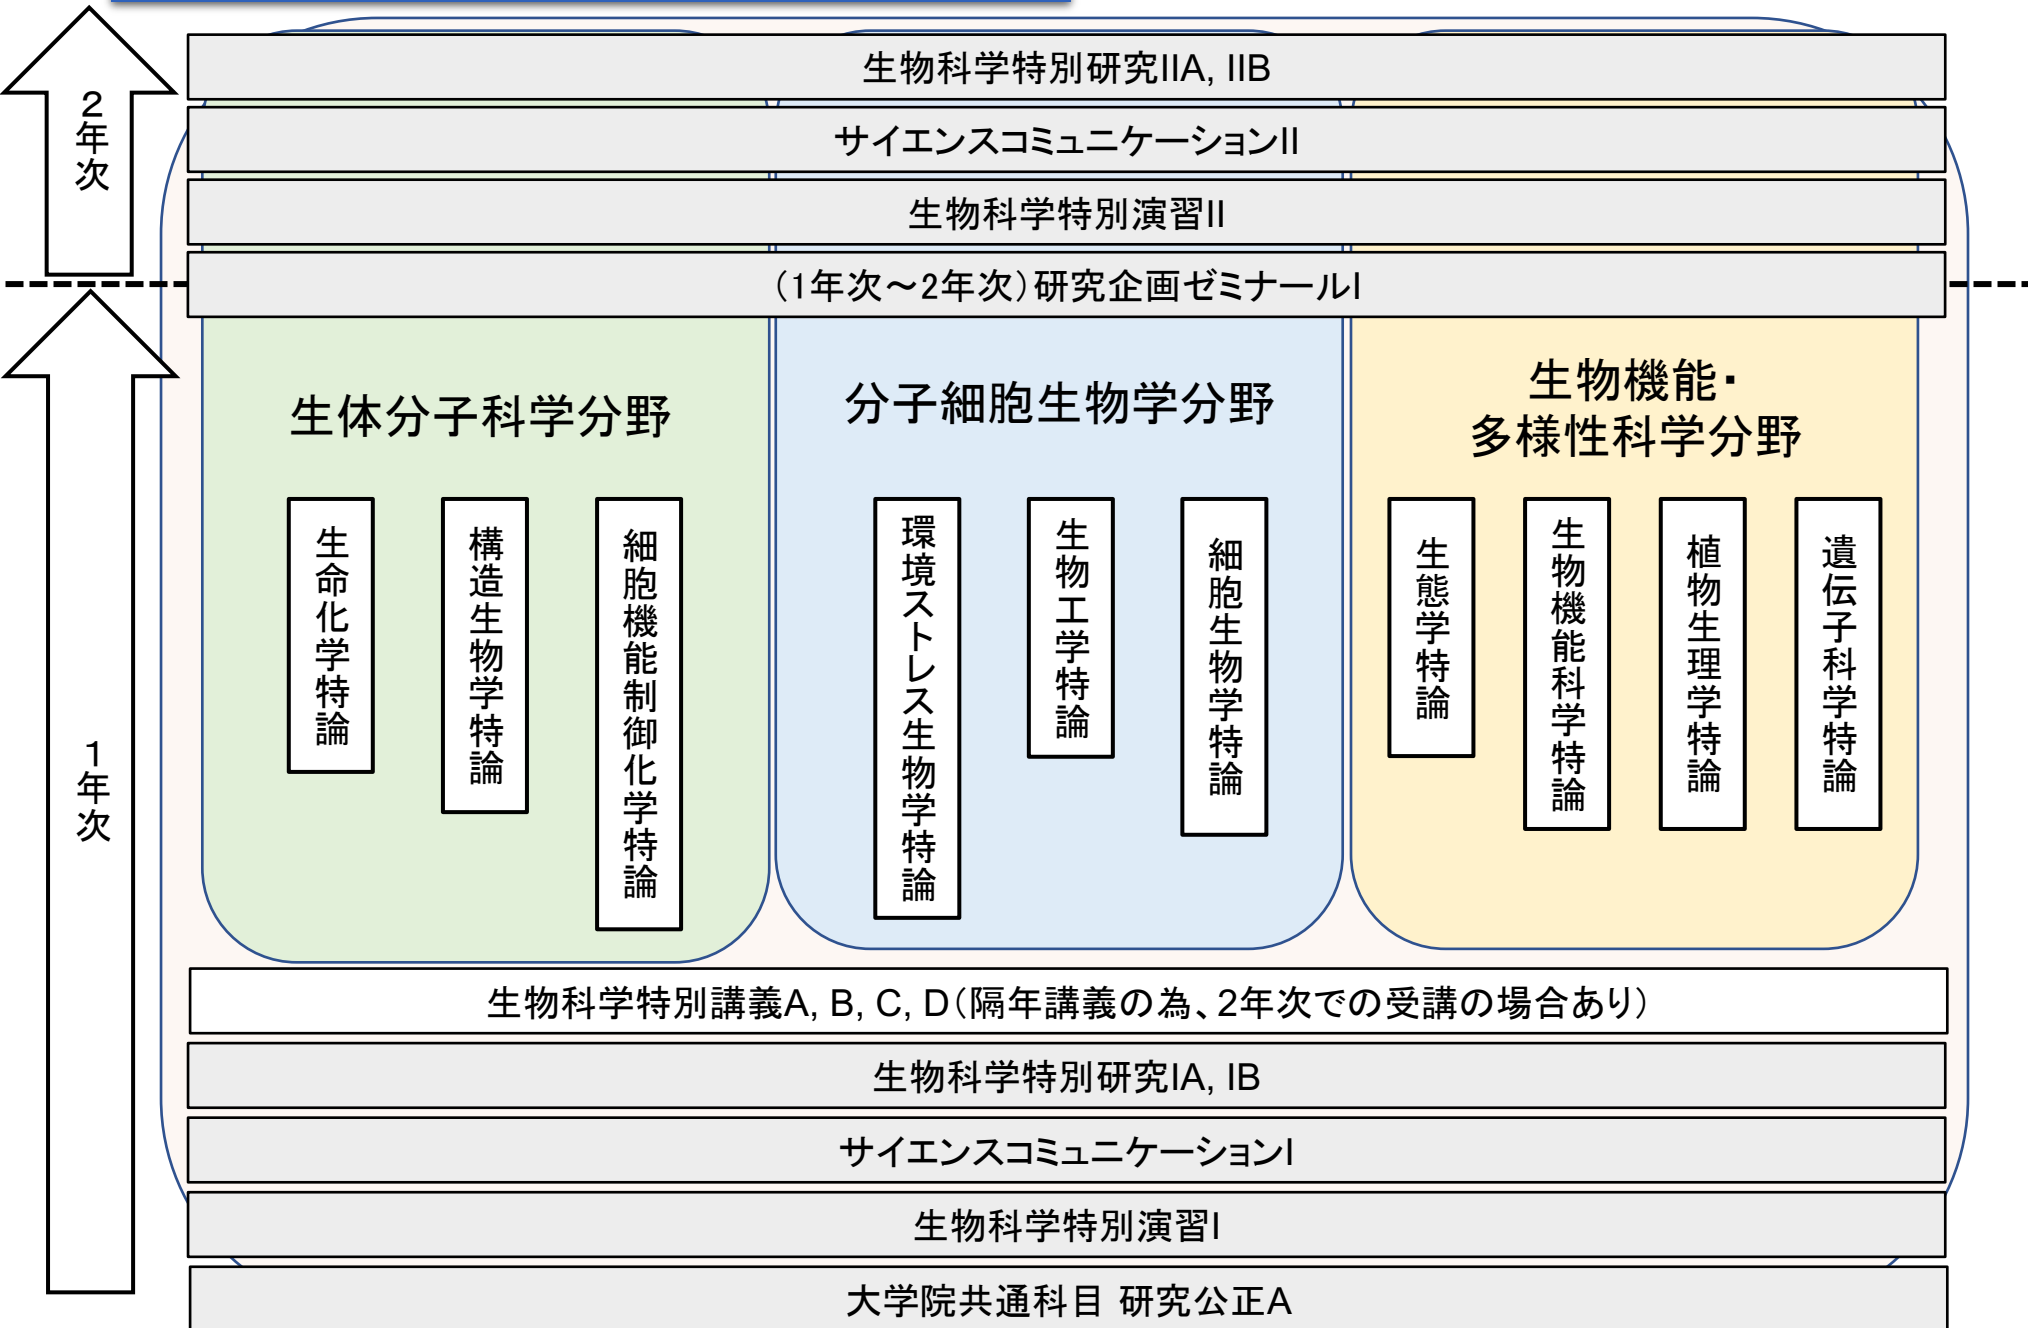 2年次
生物科学特別研究IIA, IIB
サイエンスコミュニケーションII
生物科学特別演習II
（1年次～2年次）研究企画ゼミナールI
1年次
生体分子科学分野
生命化学特論
構造生物学特論
細胞機能制御化学特論
分子細胞生物学分野
環境ストレス生物学特論
生物工学特論
細胞生物学特論
生物機能・
多様性科学分野
生態学特論
生物機能科学特論
植物生理学特論
遺伝子科学特論
生物科学特別講義A, B, C, D（隔年講義の為、2年次での受講の場合あり）
生物科学特別研究IA, IB
サイエンスコミュニケーションI
生物科学特別演習I
大学院共通科目 研究公正A